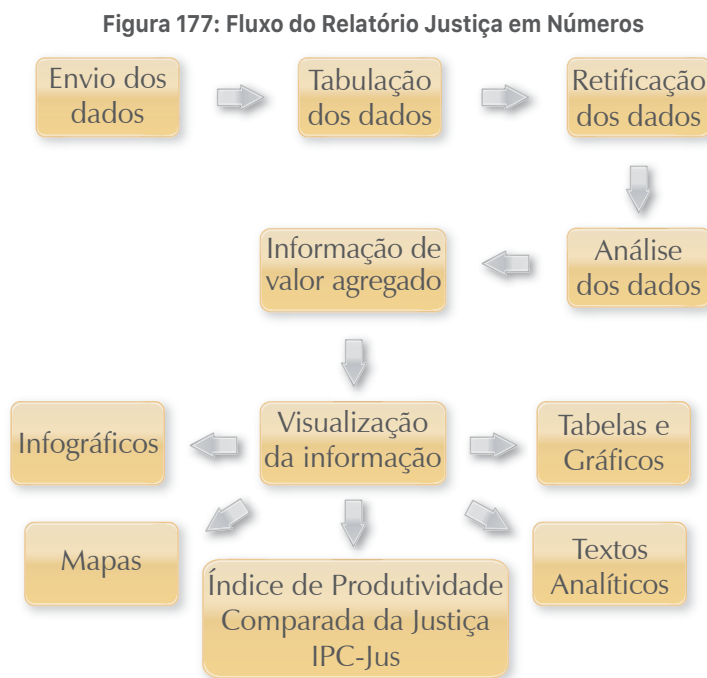 Figura 177: Fluxo do Relatório Justiça em Números
Envio dos
dados
Tabulação
dos dados
Retificação
dos dados
Análise
dos dados
Informação de
valor agregado
Visualização
da informação
Infográficos
Tabelas e
Gráficos
Mapas
Índice de Produtividade
Comparada da Justiça
IPC-Jus
Textos
Analíticos